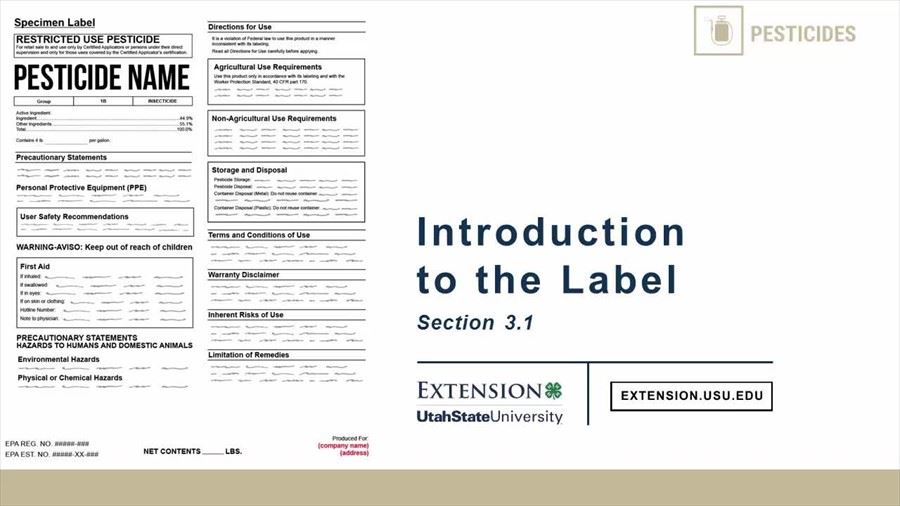 Specimen Label
RESTRICTED USE PESTICIDE
For retail sale to and use only by Certified Applicators or persons under their direct
supervision and only for those uses covered by the Certified Applicator's certification.
PESTICIDE NAME
Group 1B INSECTICIDE
Active Ingredient:
Ingredient 44.9%
Other Ingredients 55.1%
Total 100.0%
Contains 4 lb. ____________ per gallon.
Precautionary Statements
Personal Protective Equipment (PPE)
User Safety Recommendations
WARNING-AVISO: Keep out of reach of children
First Aid
If inhaled:
If swallowed:
If in eyes:
If on skin or clothing:
Hotline Number:
Note to physician:
PRECAUTIONARY STATEMENTS
HAZARDS TO HUMANS AND DOMESTIC ANIMALS
Environmental Hazards
Physical or Chemical Hazards
EPA REG. NO. #####-###
EPA EST. NO. #####-XX-###
Directions for Use
It is a violation of Federal law to use this product in a manner
inconsistent with its labeling.
Read all Directions for Use carefully before applying.
Agricultural Use Requirements
Use this product only in accordance with its labeling and with the
Worker Protection Standard, 40 CFR part 170.
Non-Agricultural Use Requirements
Storage and Disposal
Pesticide Storage:
Pesticide Disposal:
Container Disposal (Metal): Do not reuse container.
Container Disposal (Plastic): Do not reuse container.
Terms and Conditions of Use
Warranty Disclaimer
Inherent Risks of Use
Limitation of Remedies
NET CONTENTS _____ LBS.
Produced For:
(company name)
(address)
PESTICIDES
Introduction
to the Label
Section 3.1
EXTENSION
UtahStateUniversity
EXTENSION.USU.EDU